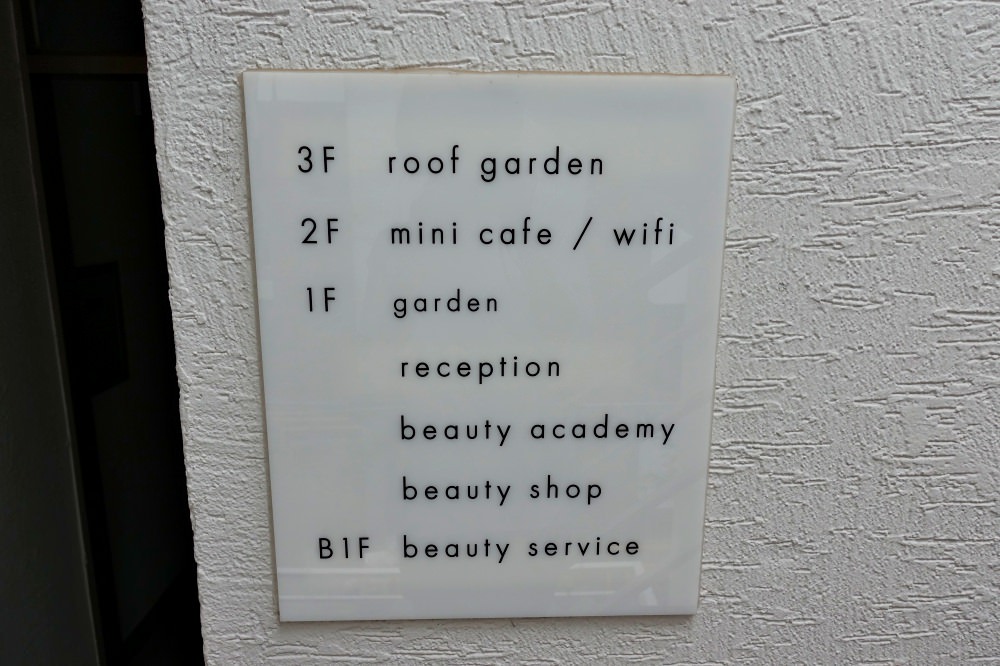 3F roof garden
2F mini cafe / wifi
1F garden
reception
beauty academy
beauty shop
B1F beauty service